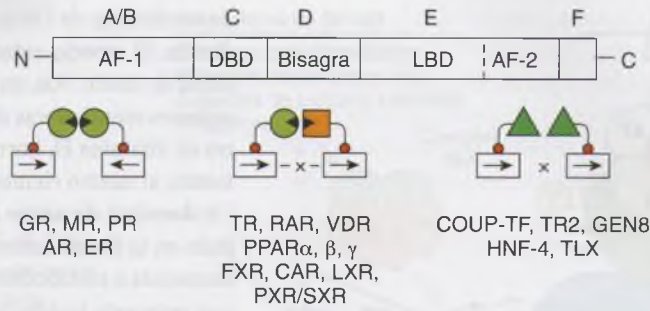 A/B C D E F
N AF-1 DBD Bisagra LBD AF-2 C
x x
GR, MR, PR
AR, ER
TR, RAR, VDR
PPARα, β, γ
FXR, CAR, LXR,
PXR/SXR
COUP-TF, TR2, GEN8
HNF-4, TLX